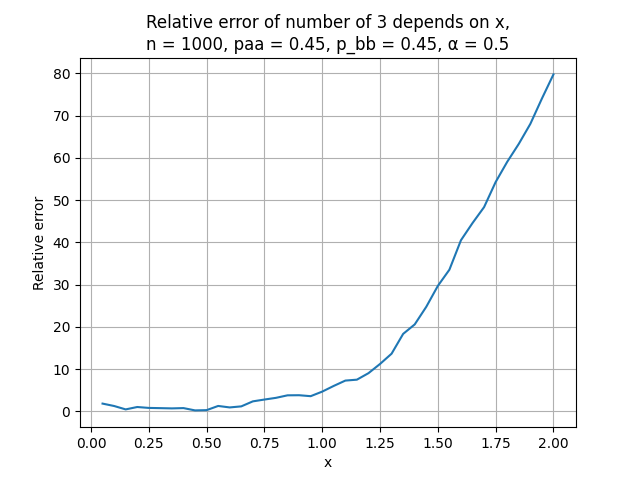 Relative error of number of 3 depends on x,
n = 1000, paa = 0.45, p_bb = 0.45, α = 0.5
80
70
60
50
40
30
20
10
0
Relative error
0.00 0.25 0.50 0.75 1.00 1.25 1.50 1.75 2.00
x